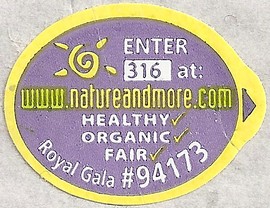 ENTER
316 at:
www.natureandmore.com
HEALTHY✓
ORGANIC✓
FAIR✓
Royal Gala #94173